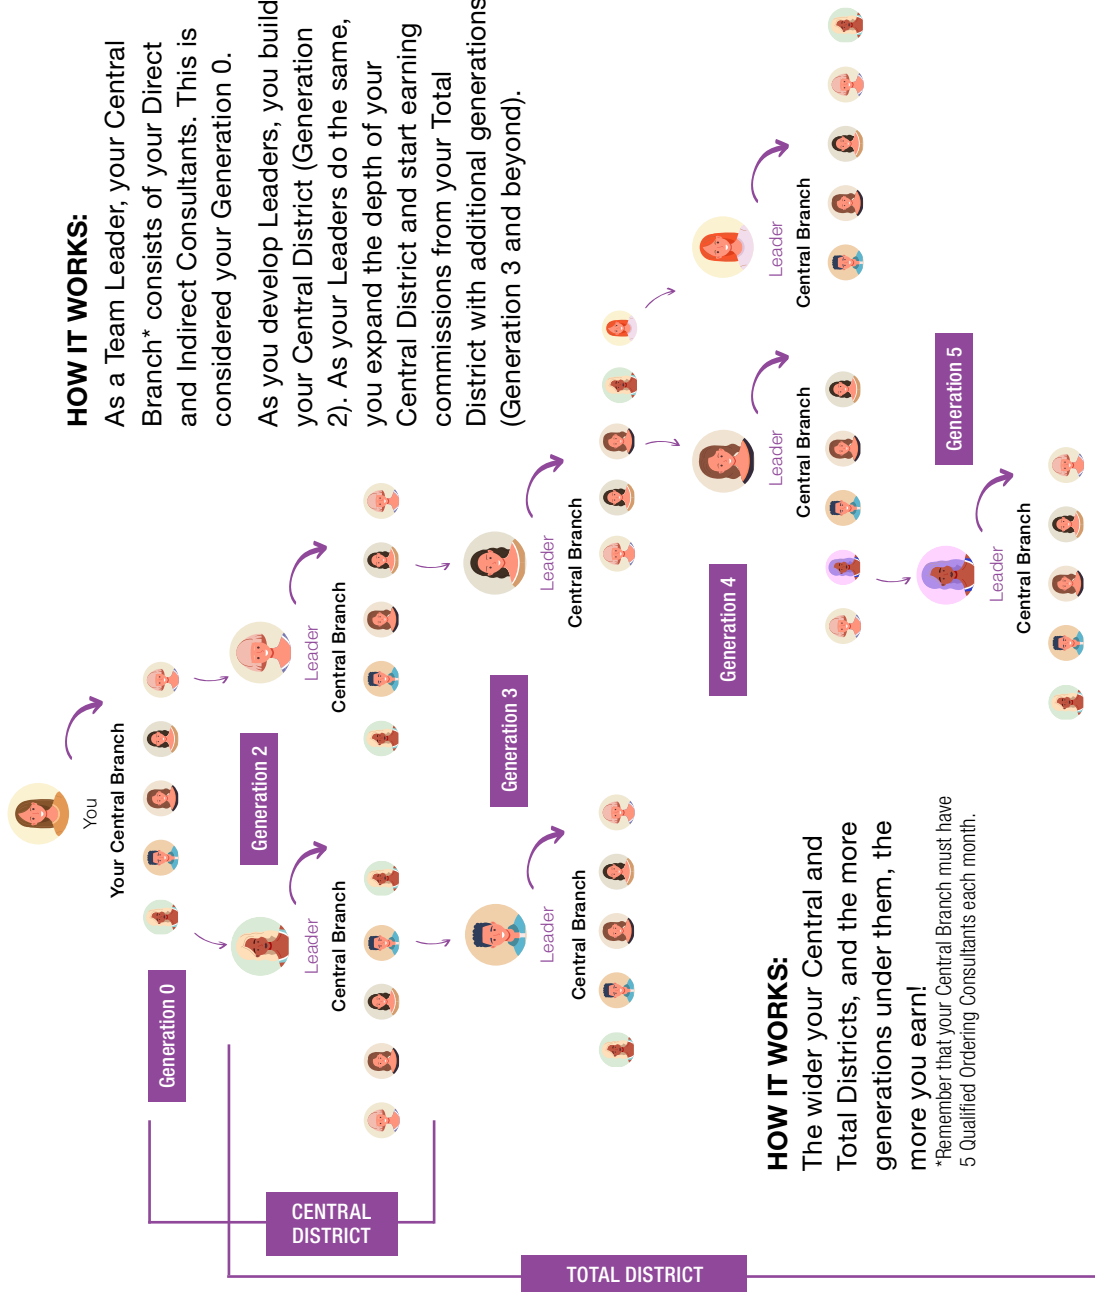 HOW IT WORKS:
As a Team Leader, your Central
Branch* consists of your Direct
and Indirect Consultants. This is
considered your Generation 0.
As you develop Leaders, you build
your Central District (Generation
2). As your Leaders do the same,
you expand the depth of your
Central District and start earning
commissions from your Total
District with additional generations
(Generation 3 and beyond).
You
Your Central Branch
Generation 0
Generation 2
Leader
Central Branch
Leader
Central Branch
Generation 3
Leader
Central Branch
Leader
Central Branch
Generation 4
Leader
Central Branch
Leader
Central Branch
Generation 5
Leader
Central Branch
CENTRAL
DISTRICT
TOTAL DISTRICT
HOW IT WORKS:
The wider your Central and
Total Districts, and the more
generations under them, the
more you earn!
*Remember that your Central Branch must have
5 Qualified Ordering Consultants each month.